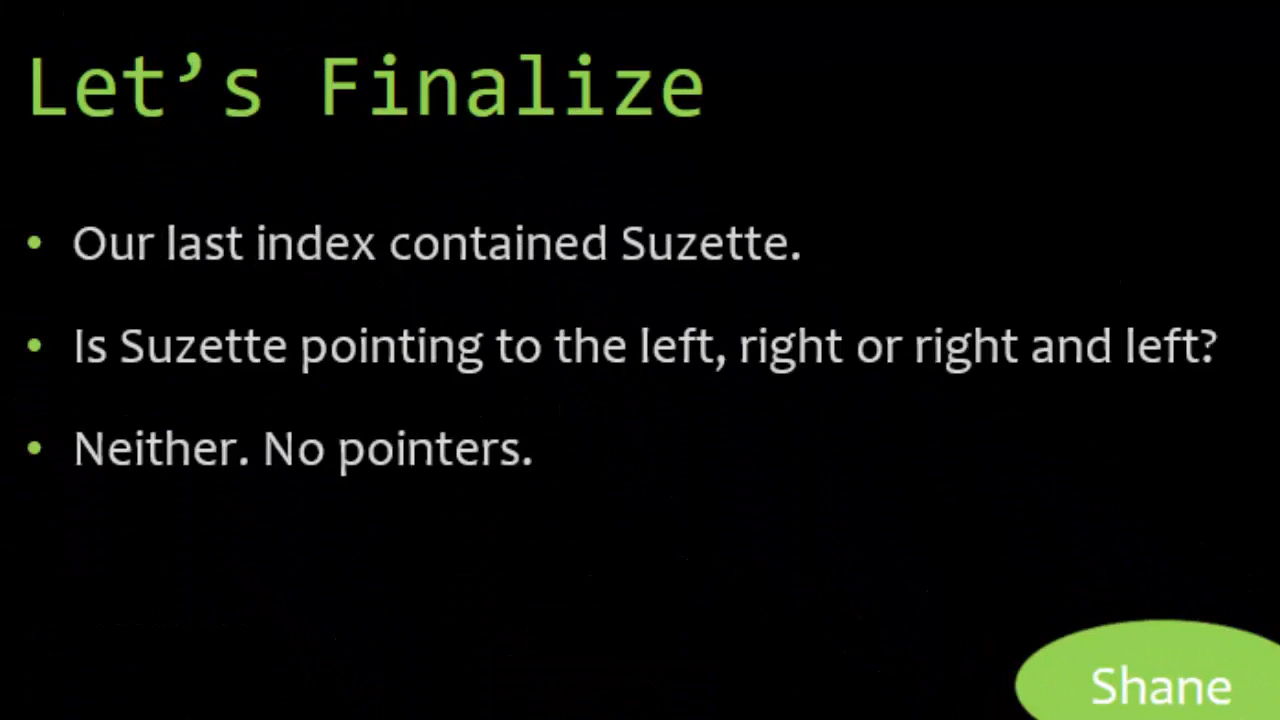 Let’s Finalize
• Our last index contained Suzette.
• Is Suzette pointing to the left, right or right and left?
• Neither. No pointers.
Shane